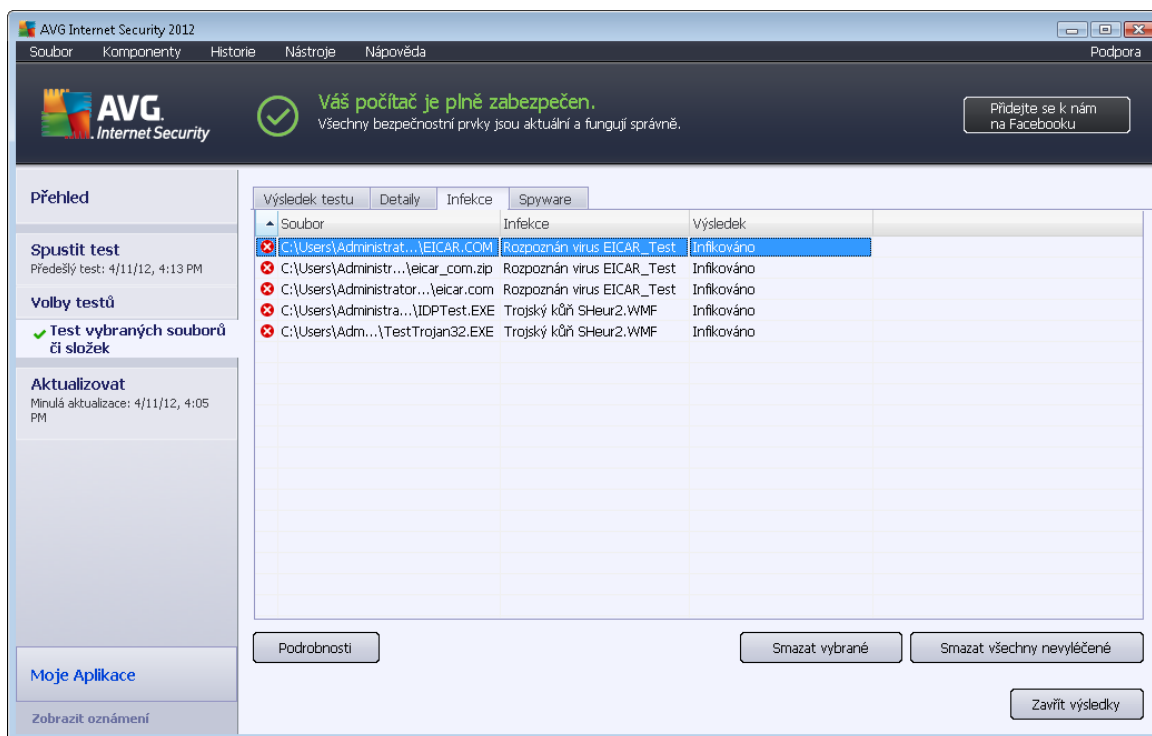 AVG Internet Security 2012
Soubor Komponenty Historie Nástroje Nápověda Podpora
AVG.
Internet Security
Váš počítač je plně zabezpečen.
Všechny bezpečnostní prvky jsou aktuální a fungují správně.
Přidejte se k nám
na Facebooku
Přehled
Spustit test
Předešlý test: 4/11/12, 4:13 PM
Volby testů
Test vybraných souborů
či složek
Aktualizovat
Minulá aktualizace: 4/11/12, 4:05
PM
Moje Aplikace
Zobrazit oznámení
Výsledek testu Detaily Infekce Spyware
Soubor Infekce Výsledek
C:\Users\Administrat...\EICAR.COM Rozpoznán virus EICAR_Test Infikováno
C:\Users\Administr...\eicar_com.zip Rozpoznán virus EICAR_Test Infikováno
C:\Users\Administrator...\eicar.com Rozpoznán virus EICAR_Test Infikováno
C:\Users\Administra...\IDPTest.EXE Trojský kůň SHeur2.WMF Infikováno
C:\Users\Adm...\TestTrojan32.EXE Trojský kůň SHeur2.WMF Infikováno
Podrobnosti Smazat vybrané Smazat všechny nevyléčené
Zavřít výsledky